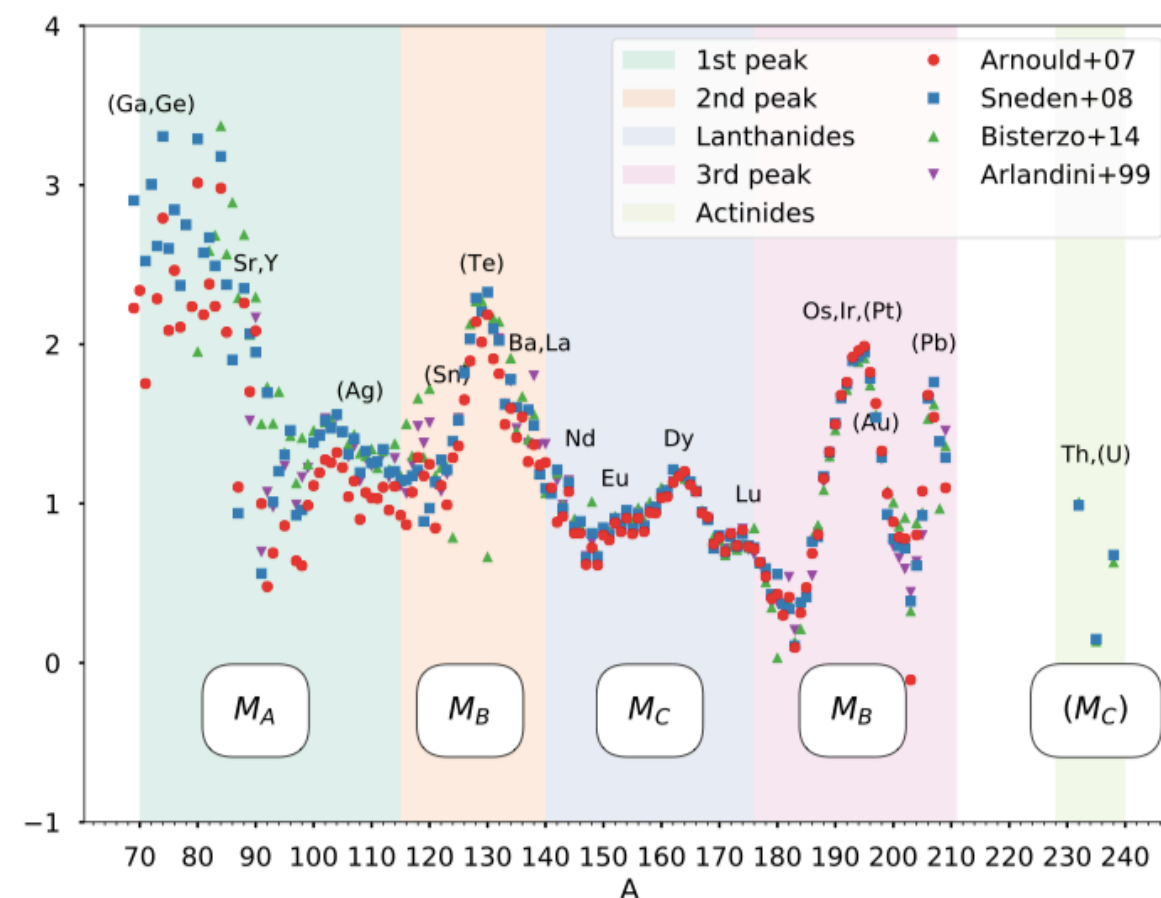 4
3
2
1
0
−1
(Ga,Ge)
Sr,Y
(Ag)
(Sn)
(Te)
Ba,La
Nd
Eu
Dy
Lu
Os,Ir,(Pt)
(Au)
(Pb)
Th,(U)
1st peak
2nd peak
Lanthanides
3rd peak
Actinides
Arnould+07
Sneden+08
Bisterzo+14
Arlandini+99
M_A
M_B
M_C
M_B
(M_C)
70 80 90 100 110 120 130 140 150 160 170 180 190 200 210 220 230 240
A